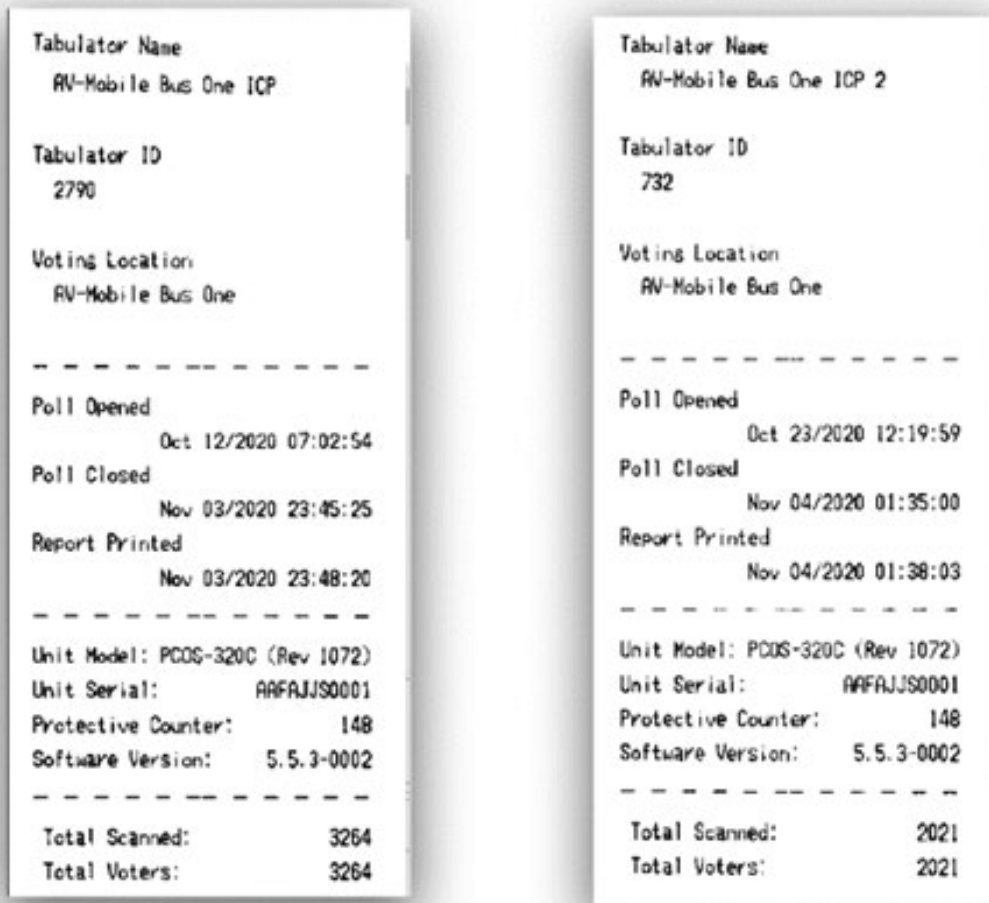 Tabulator Name
AV-Mobile Bus One ICP
Tabulator ID
2790
Voting Location
AV-Mobile Bus One
Poll Opened
Oct 12/2020 07:02:54
Poll Closed
Nov 03/2020 23:45:25
Report Printed
Nov 03/2020 23:48:20
Unit Model: PCOS-320C (Rev 1072)
Unit Serial: AAFAJJS0001
Protective Counter: 148
Software Version: 5.5.3-0002
Total Scanned: 3264
Total Voters: 3264
Tabulator Name
AV-Mobile Bus One ICP 2
Tabulator ID
732
Voting Location
AV-Mobile Bus One
Poll Opened
Oct 23/2020 12:19:59
Poll Closed
Nov 04/2020 01:35:00
Report Printed
Nov 04/2020 01:38:03
Unit Model: PCOS-320C (Rev 1072)
Unit Serial: AAFAJJS0001
Protective Counter: 148
Software Version: 5.5.3-0002
Total Scanned: 2021
Total Voters: 2021